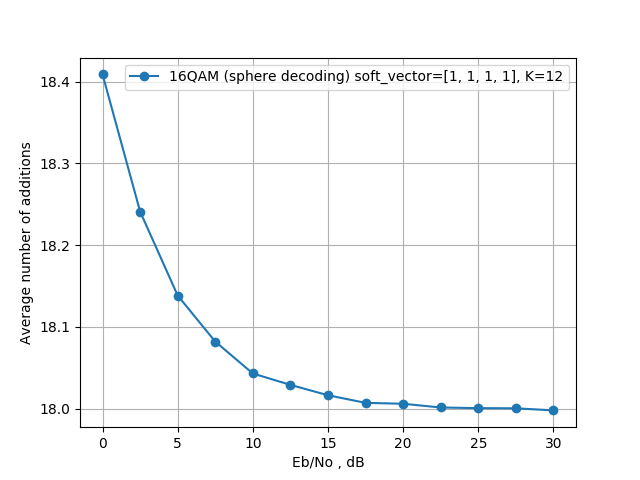 16QAM (sphere decoding) soft_vector=[1, 1, 1, 1], K=12
18.4
18.3
18.2
18.1
18.0
Average number of additions
0 5 10 15 20 25 30
Eb/No , dB